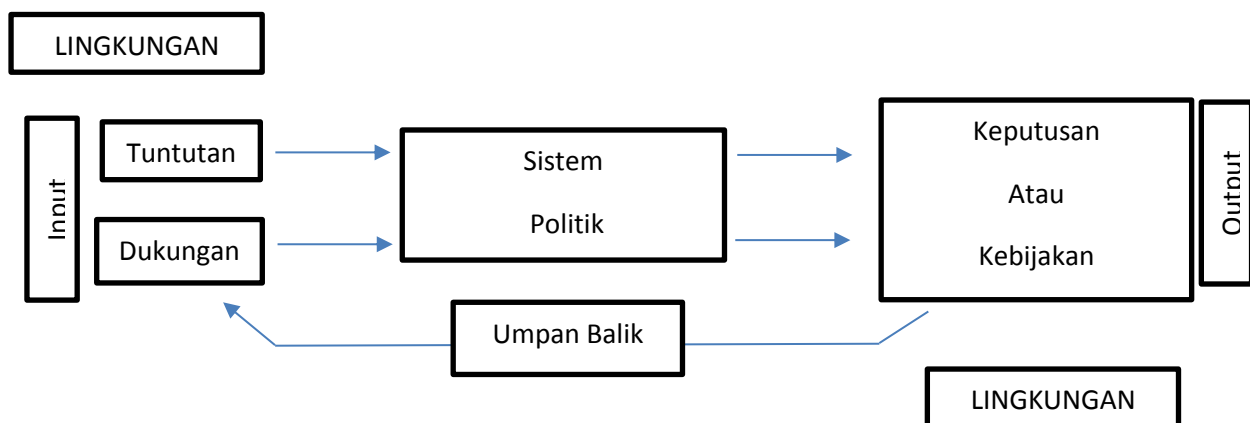 LINGKUNGAN
Input
Tuntutan
Dukungan
Sistem
Politik
Keputusan
Atau
Kebijakan
Output
Umpan Balik
LINGKUNGAN